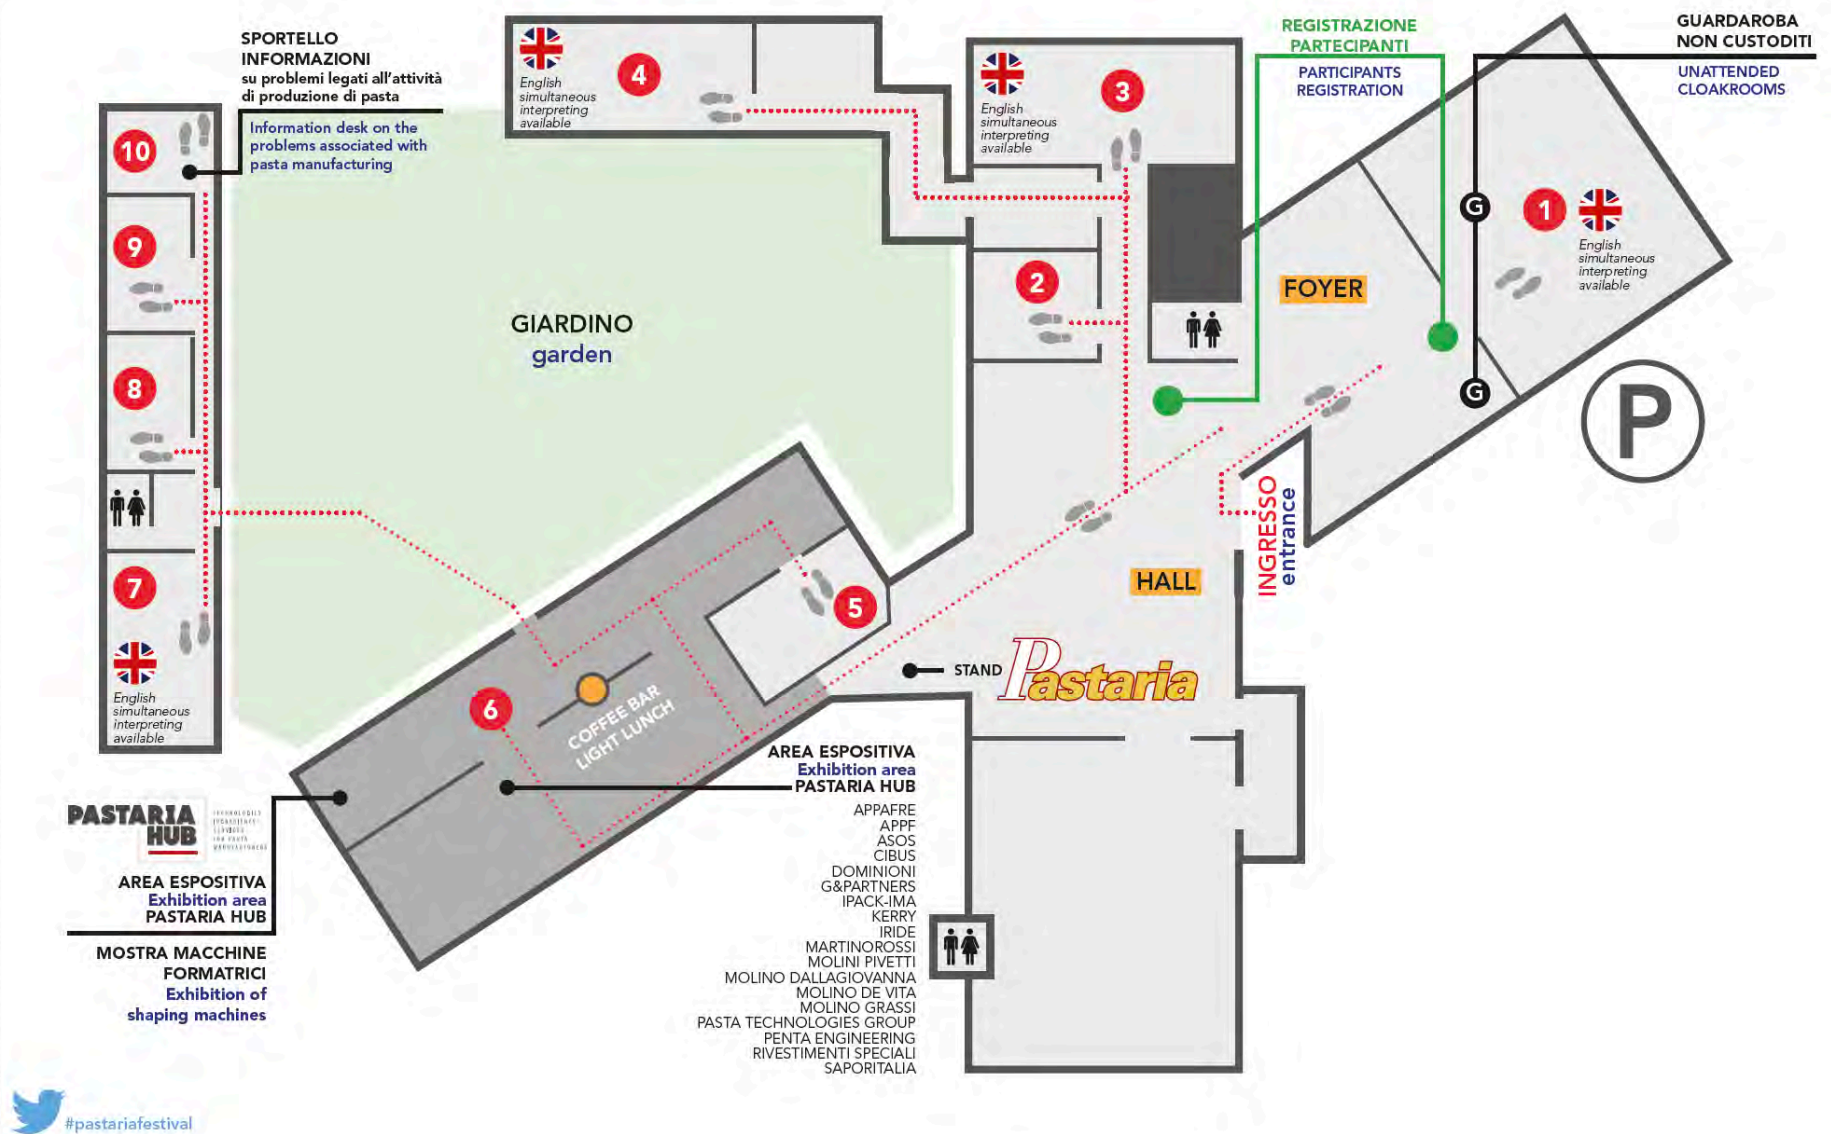 SPORTELLO
INFORMAZIONI
su problemi legati all'attività
di produzione di pasta
Information desk on the
problems associated with
pasta manufacturing
10
9
8
7
English
simultaneous
interpreting
available
4
English
simultaneous
interpreting
available
3
English
simultaneous
interpreting
available
2
REGISTRAZIONE
PARTECIPANTI
PARTICIPANTS
REGISTRATION
GUARDAROBA
NON CUSTODITI
UNATTENDED
CLOAKROOMS
G
G
1
English
simultaneous
interpreting
available
FOYER
P
GIARDINO
garden
INGRESSO
entrance
HALL
5
STAND
Pastaria
6
COFFEE BAR
LIGHT LUNCH
AREA ESPOSITIVA
Exhibition area
PASTARIA HUB
APPAFRE
APPF
ASOS
CIBUS
DOMINIONI
G&PARTNERS
IPACK-IMA
KERRY
IRIDE
MARTINOROSSI
MOLINI PIVETTI
MOLINO DALLAGIOVANNA
MOLINO DE VITA
MOLINO GRASSI
PASTA TECHNOLOGIES GROUP
PENTA ENGINEERING
RIVESTIMENTI SPECIALI
SAPORITALIA
PASTARIA
HUB
AREA ESPOSITIVA
Exhibition area
PASTARIA HUB
MOSTRA MACCHINE
FORMATRICI
Exhibition of
shaping machines
#pastariafestival